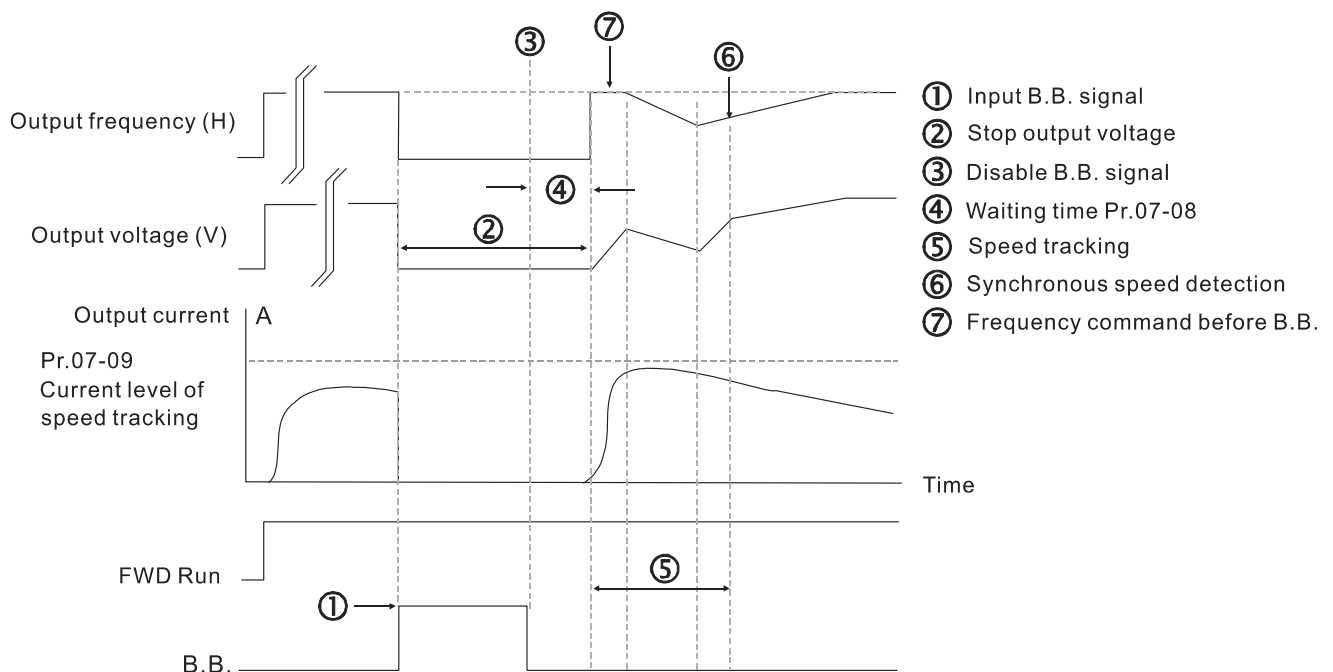 ⑦
③
⑥
Output frequency (H)
④
② 
Output voltage (V)
Output current
A
Pr.07-09
Current level of
speed tracking
Time
FWD Run
⑤
①
B.B.
① Input B.B. signal
② Stop output voltage
③ Disable B.B. signal
④ Waiting time Pr.07-08
⑤ Speed tracking
⑥ Synchronous speed detection
⑦ Frequency command before B.B.